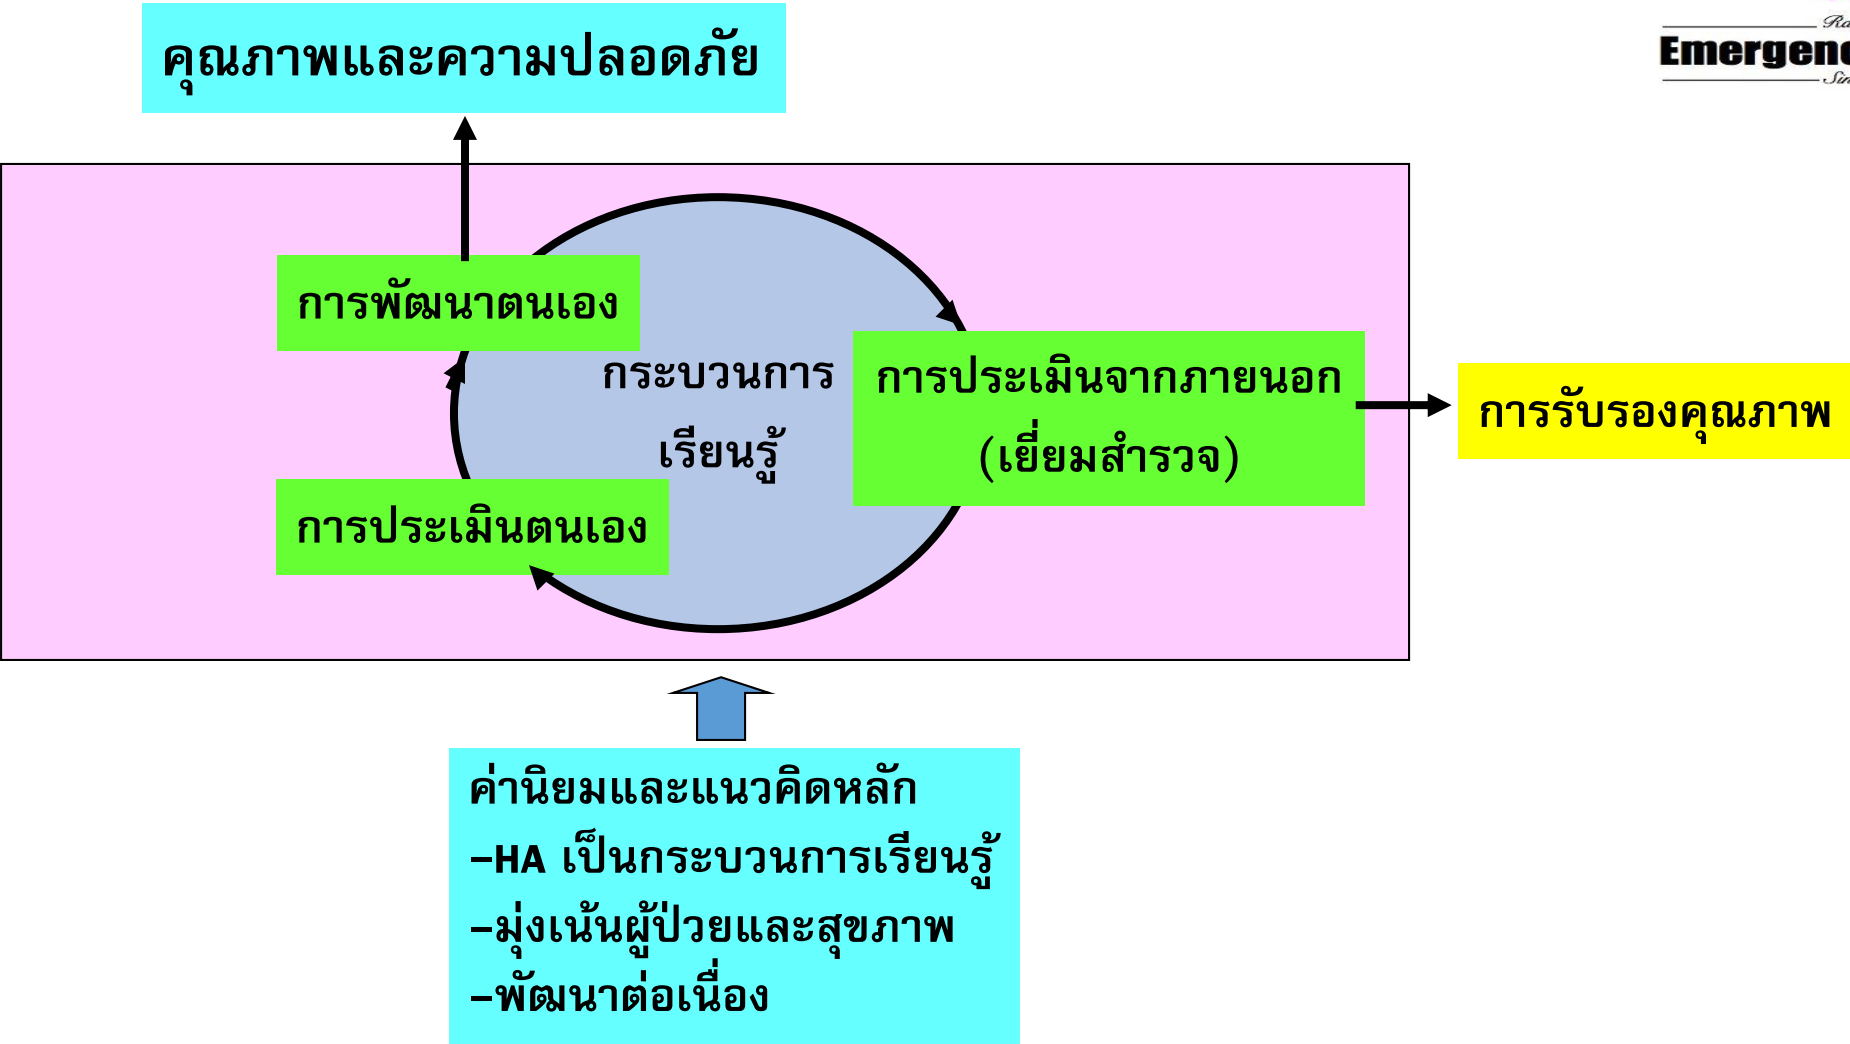 คุณภาพและความปลอดภัย
Emergen
การพัฒนาตนเอง
กระบวนการ
เรียนรู้
การประเมินจากภายนอก
(เยี่ยมสำรวจ)
การรับรองคุณภาพ
การประเมินตนเอง
ค่านิยมและแนวคิดหลัก
-HA เป็นกระบวนการเรียนรู้
-มุ่งเน้นผู้ป่วยและสุขภาพ
-พัฒนาต่อเนื่อง